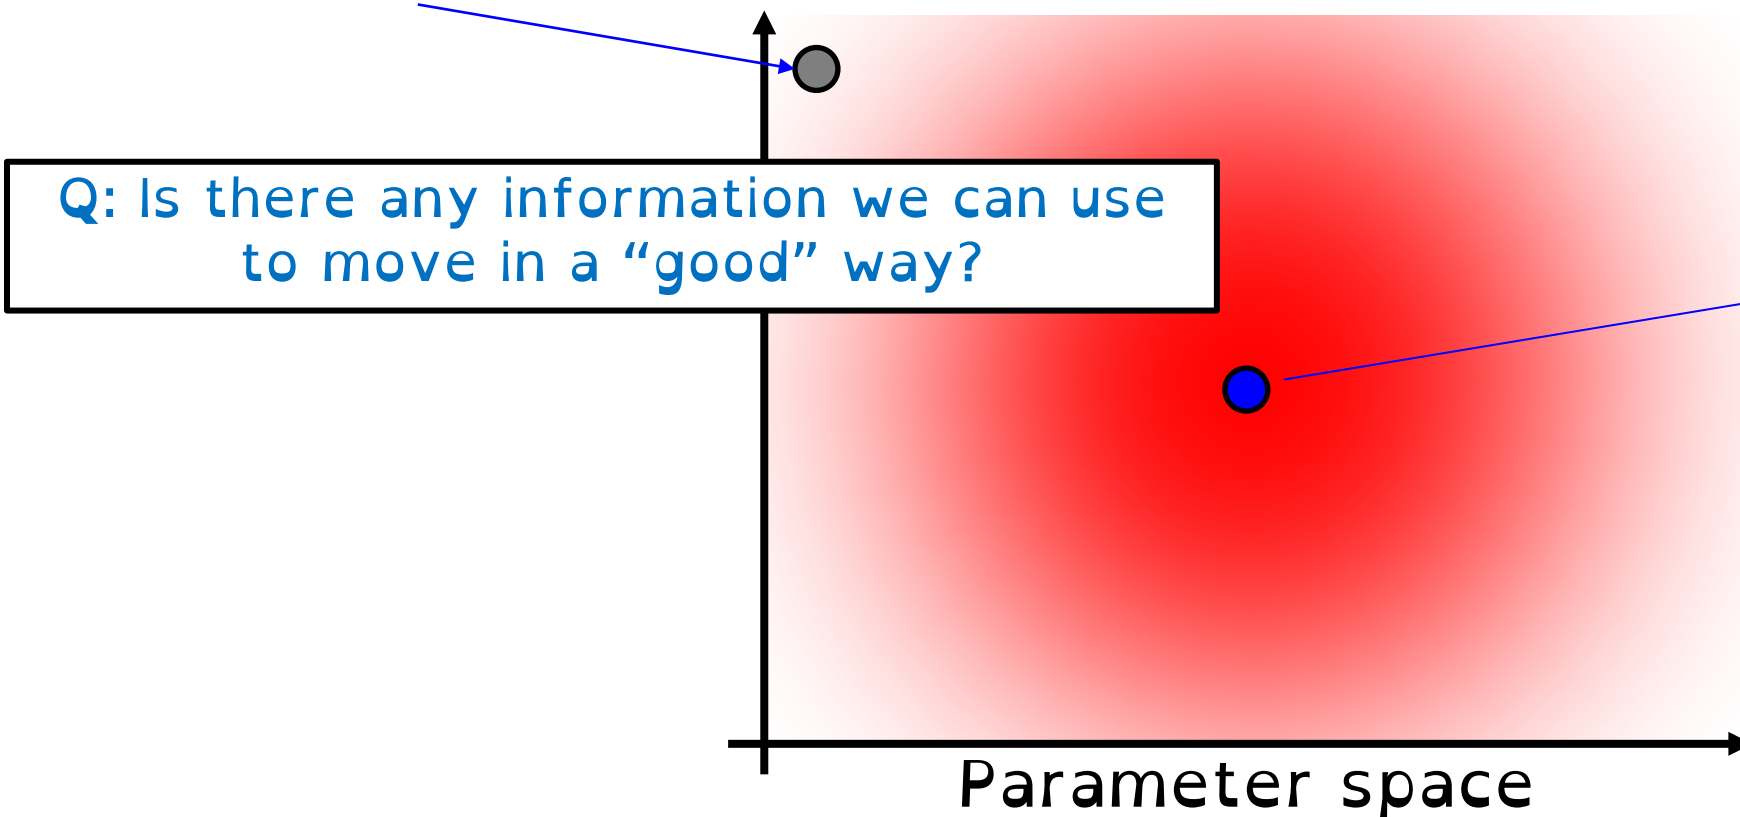 Q: Is there any information we can use
to move in a “good” way?
Parameter space